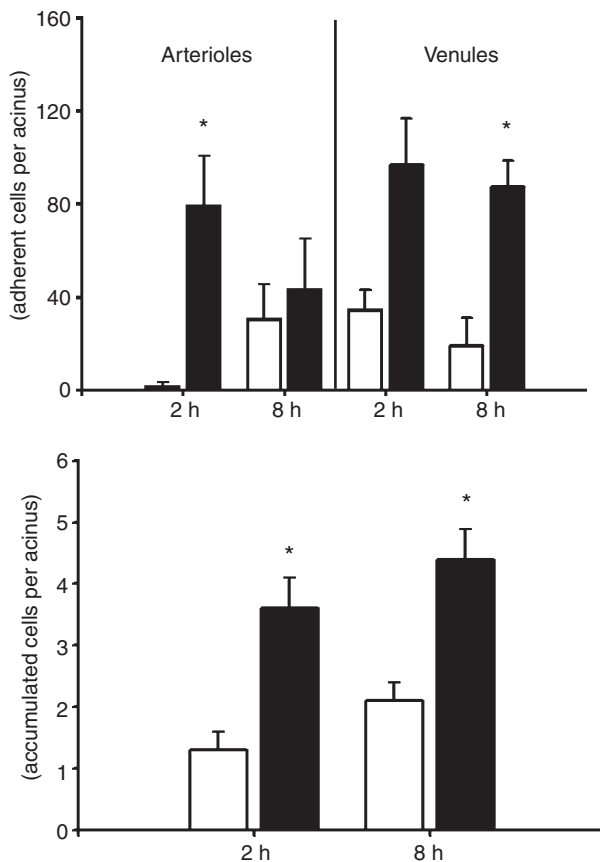 160
120
80
40
0
(adherent cells per acinus)
Arterioles
Venules
*
*
2 h
8 h
2 h
8 h
6
5
4
3
2
1
0
(accumulated cells per acinus)
*
*
2 h
8 h